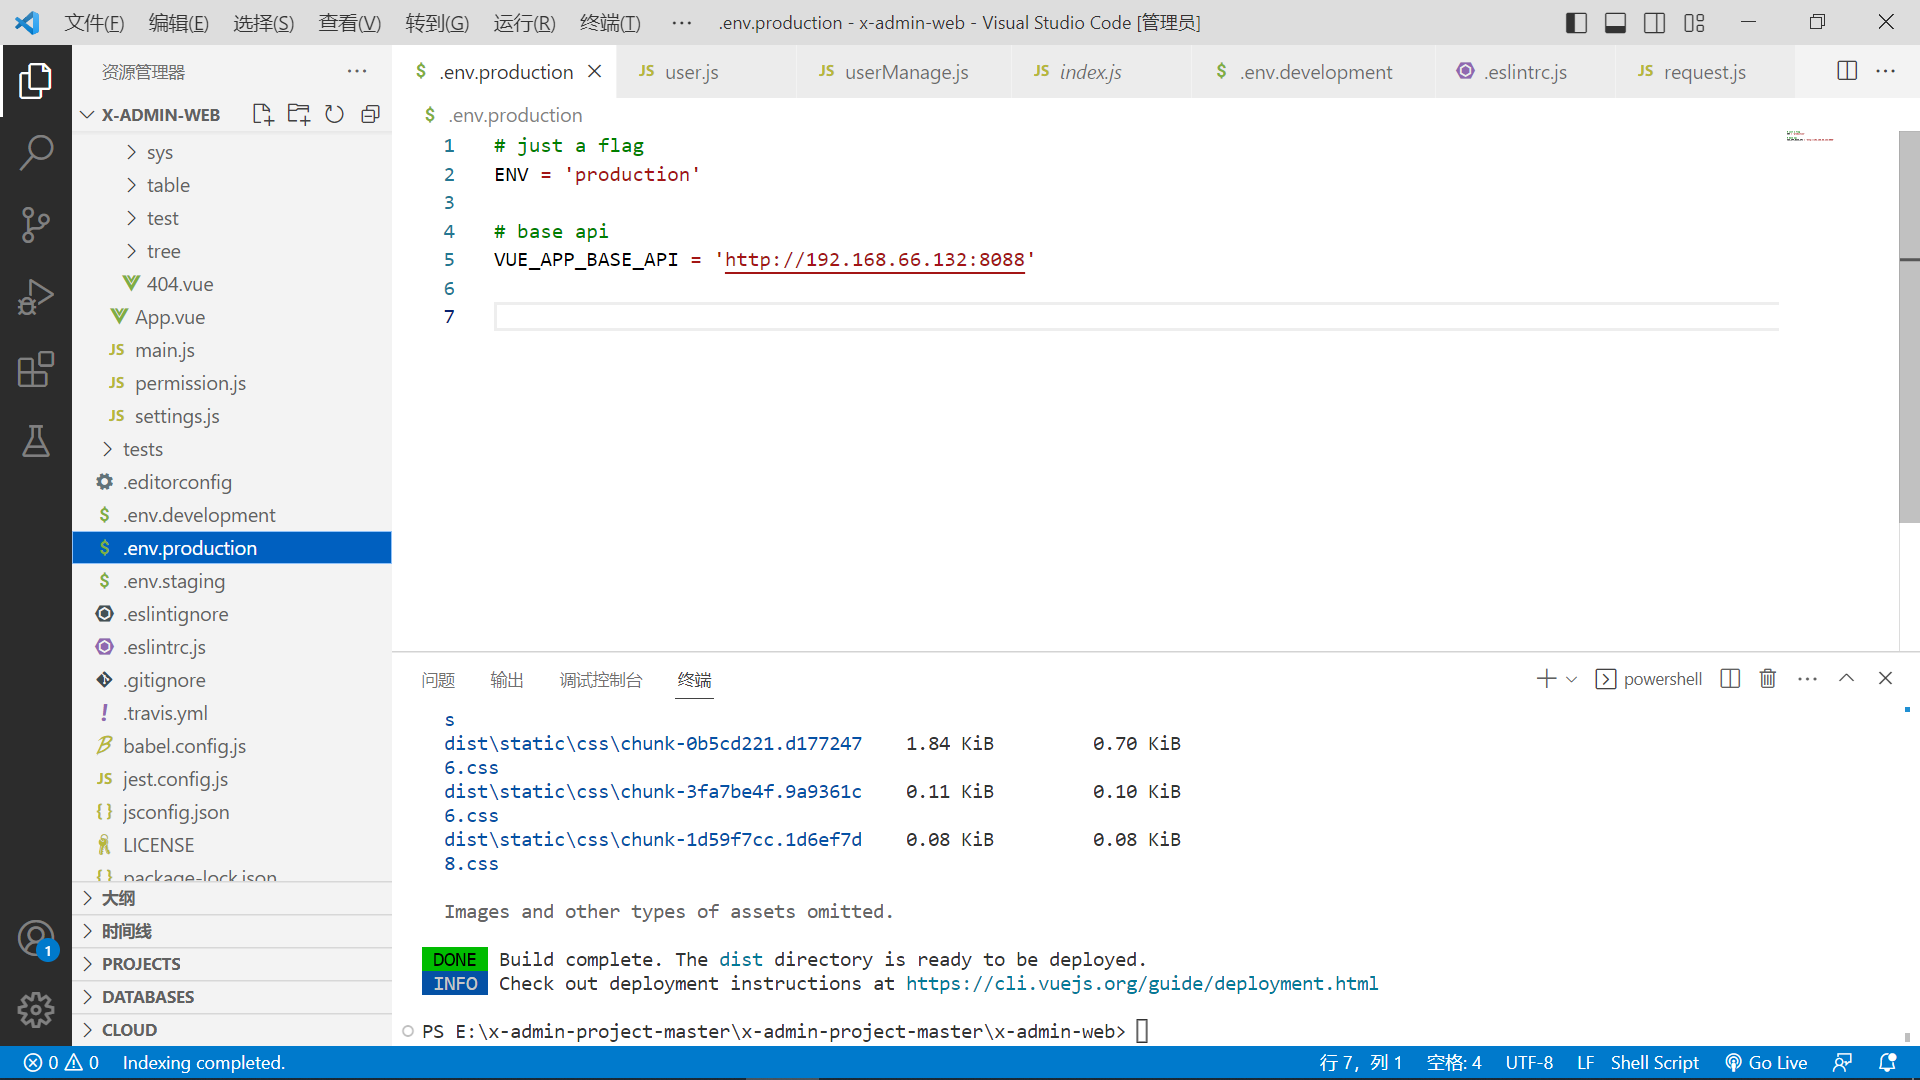 文件(F) 编辑(E) 选择(S) 查看(V) 转到(G) 运行(R) 终端(T) ··· .env.production - x-admin-web - Visual Studio Code [管理员]
资源管理器
X-ADMIN-WEB
sys
table
test
tree
404.vue
App.vue
JS main.js
JS permission.js
JS settings.js
tests
.editorconfig
$ .env.development
$ .env.production
$ .env.staging
.eslintignore
.eslintrc.js
.gitignore
! .travis.yml
babel.config.js
JS jest.config.js
{} jsconfig.json
LICENSE
{} package-lock.json
大纲
时间线
PROJECTS
DATABASES
CLOUD
1
$ .env.production JS user.js JS userManage.js JS index.js $ .env.development .eslintrc.js JS request.js
$ .env.production
1 # just a flag
2 ENV = 'production'
3
4 # base api
5 VUE_APP_BASE_API = 'http://192.168.66.132:8088'
6
7
问题 输出 调试控制台 终端 powershell
s
dist\static\css\chunk-0b5cd221.d177247 1.84 KiB 0.70 KiB
6.css
dist\static\css\chunk-3fa7be4f.9a9361c 0.11 KiB 0.10 KiB
6.css
dist\static\css\chunk-1d59f7cc.1d6ef7d 0.08 KiB 0.08 KiB
8.css
Images and other types of assets omitted.
DONE Build complete. The dist directory is ready to be deployed.
INFO Check out deployment instructions at https://cli.vuejs.org/guide/deployment.html
PS E:\x-admin-project-master\x-admin-project-master\x-admin-web>
0 0 Indexing completed. 行 7，列 1 空格: 4 UTF-8 LF Shell Script Go Live